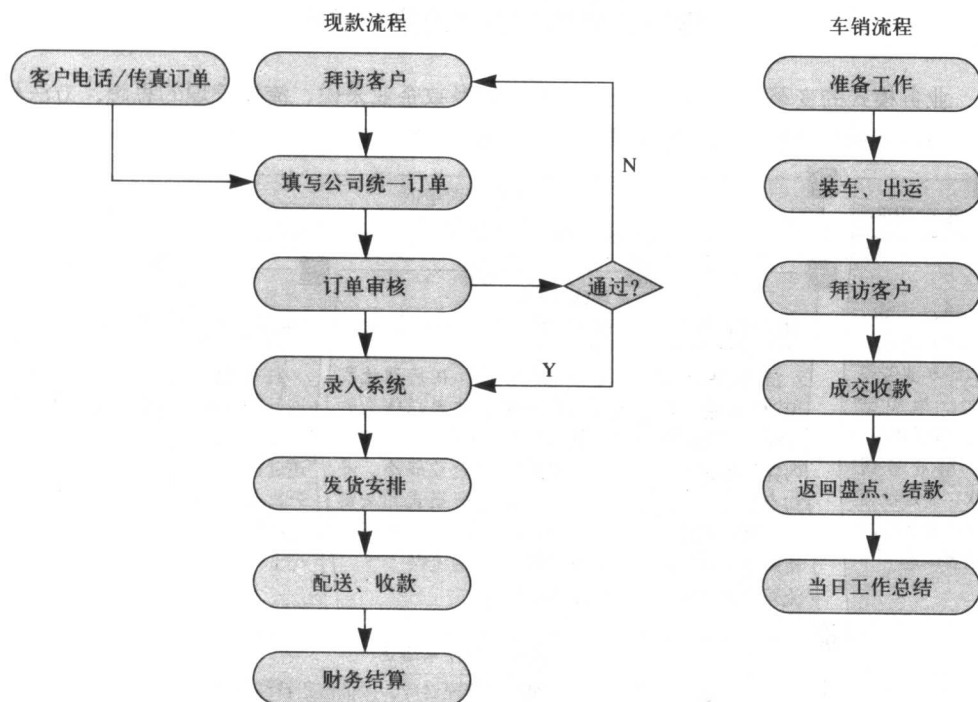 现款流程
客户电话/传真订单
拜访客户
填写公司统一订单
订单审核
通过?
N
Y
录入系统
发货安排
配送、收款
财务结算
车销流程
准备工作
装车、出运
拜访客户
成交收款
返回盘点、结款
当日工作总结